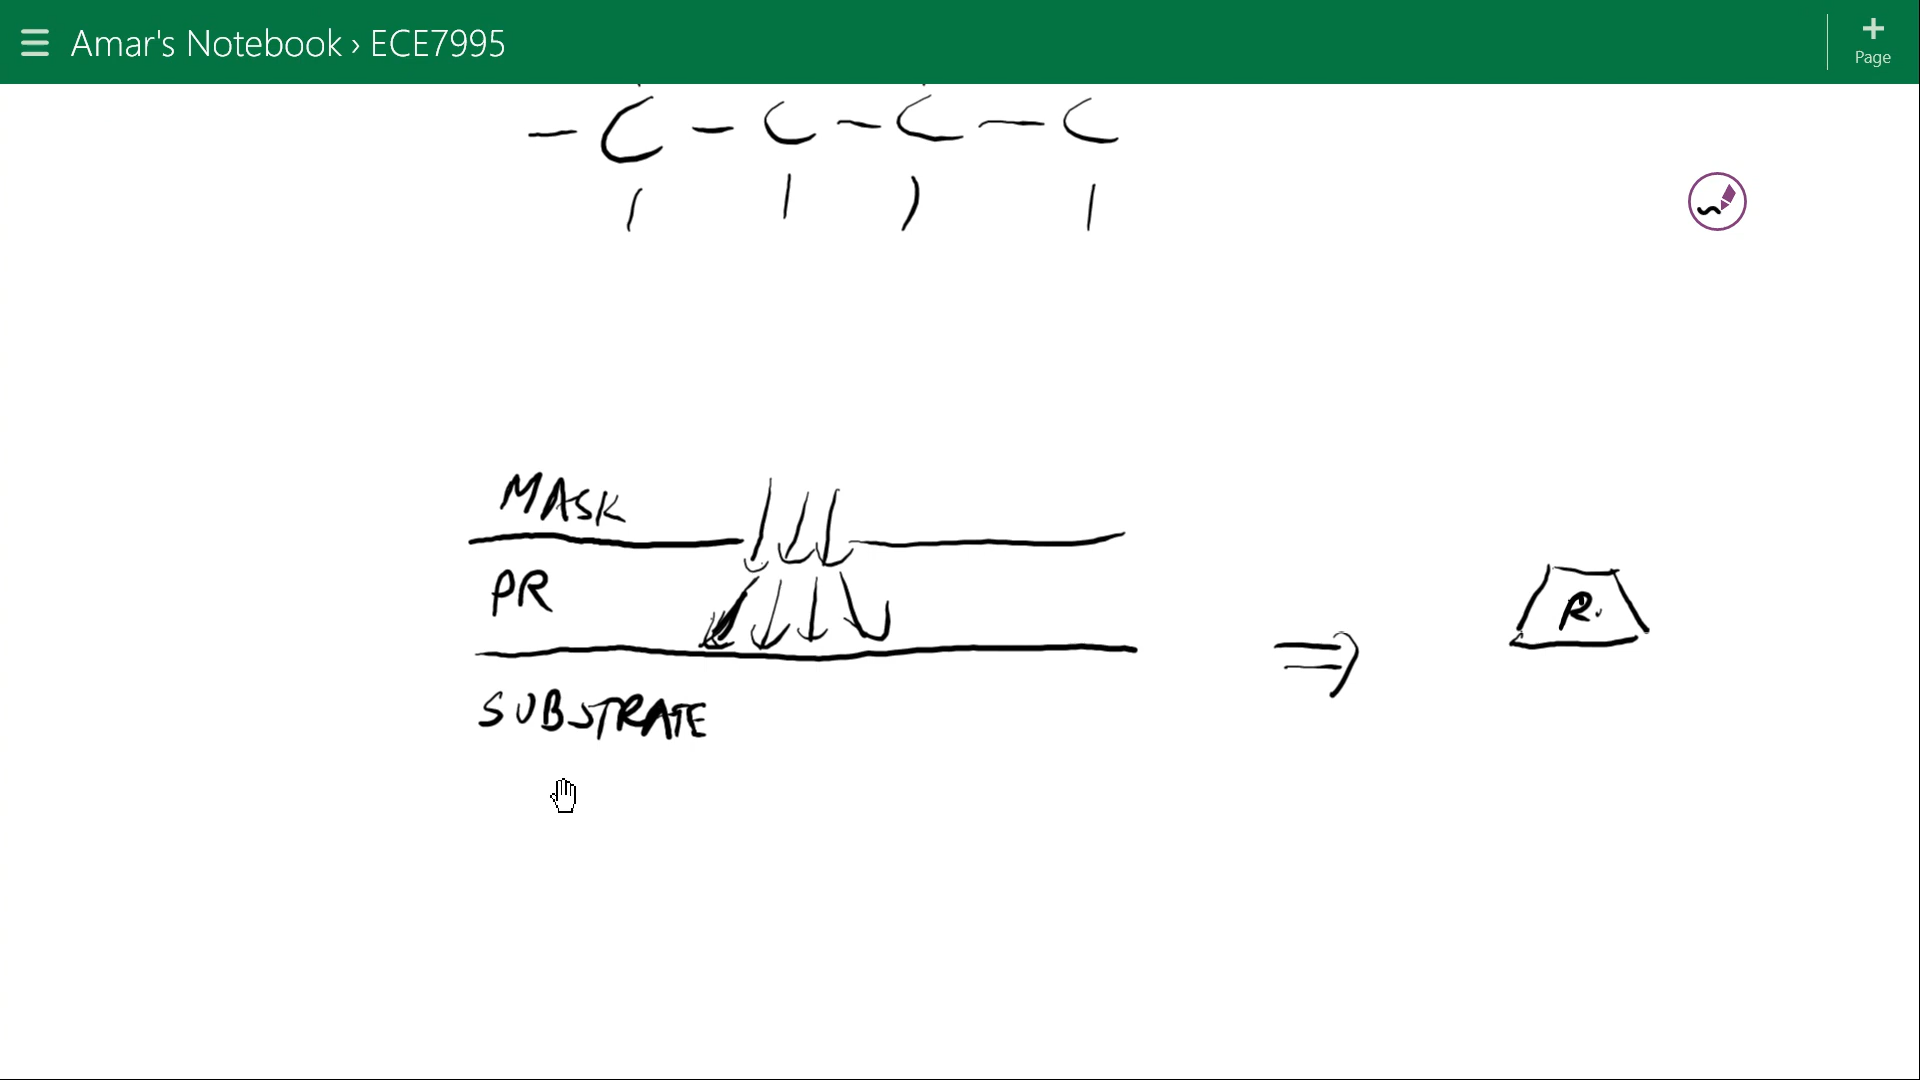 Amar's Notebook › ECE7995
Page
- C - C - C - C
MASK
PR
R.
SUBSTRATE